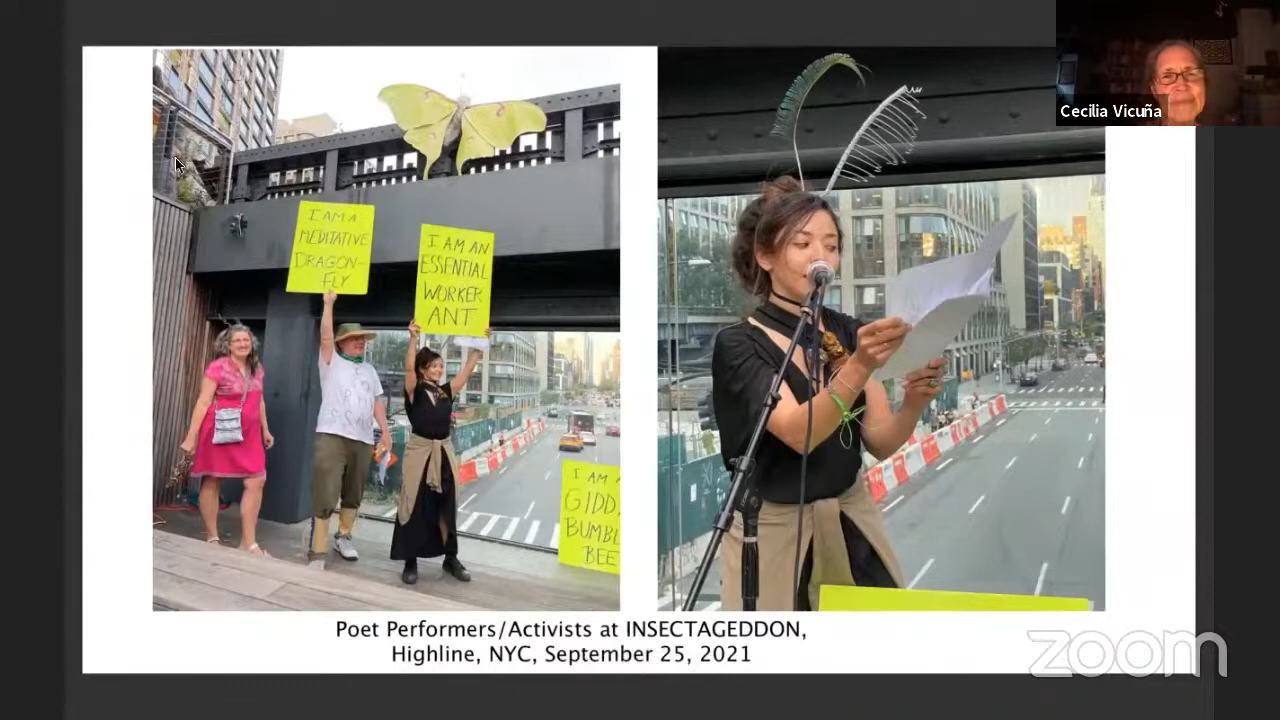 Cecilia Vicuña
I AM A
MEDITATIVE
DRAGON-
FLY
I AM AN
ESSENTIAL
WORKER
ANT
I AM A
GIDD
BUMBL
BEE
Poet Performers/Activists at INSECTAGEDDON,
Highline, NYC, September 25, 2021
zoom